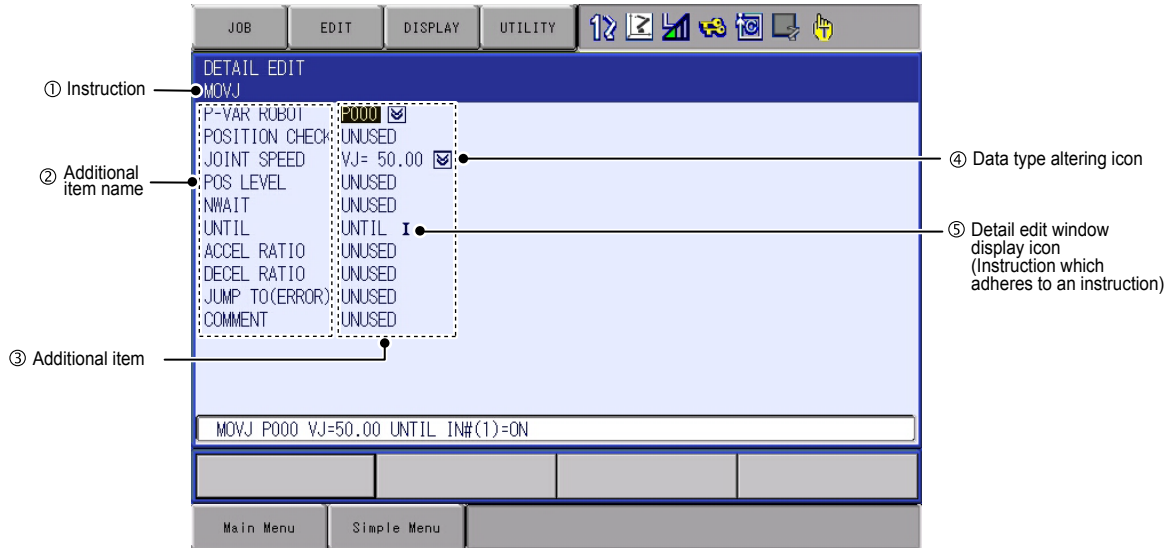 JOB EDIT DISPLAY UTILITY
DETAIL EDIT
① Instruction
MOVJ
P-VAR ROBOT P000
POSITION CHECK UNUSED
JOINT SPEED VJ= 50.00
④ Data type altering icon
② Additional
item name
POS LEVEL UNUSED
NWAIT UNUSED
UNTIL UNTIL I
⑤ Detail edit window
display icon
(Instruction which
adheres to an instruction)
ACCEL RATIO UNUSED
DECEL RATIO UNUSED
JUMP TO(ERROR) UNUSED
COMMENT UNUSED
③ Additional item
MOVJ P000 VJ=50.00 UNTIL IN#(1)=ON
Main Menu Simple Menu